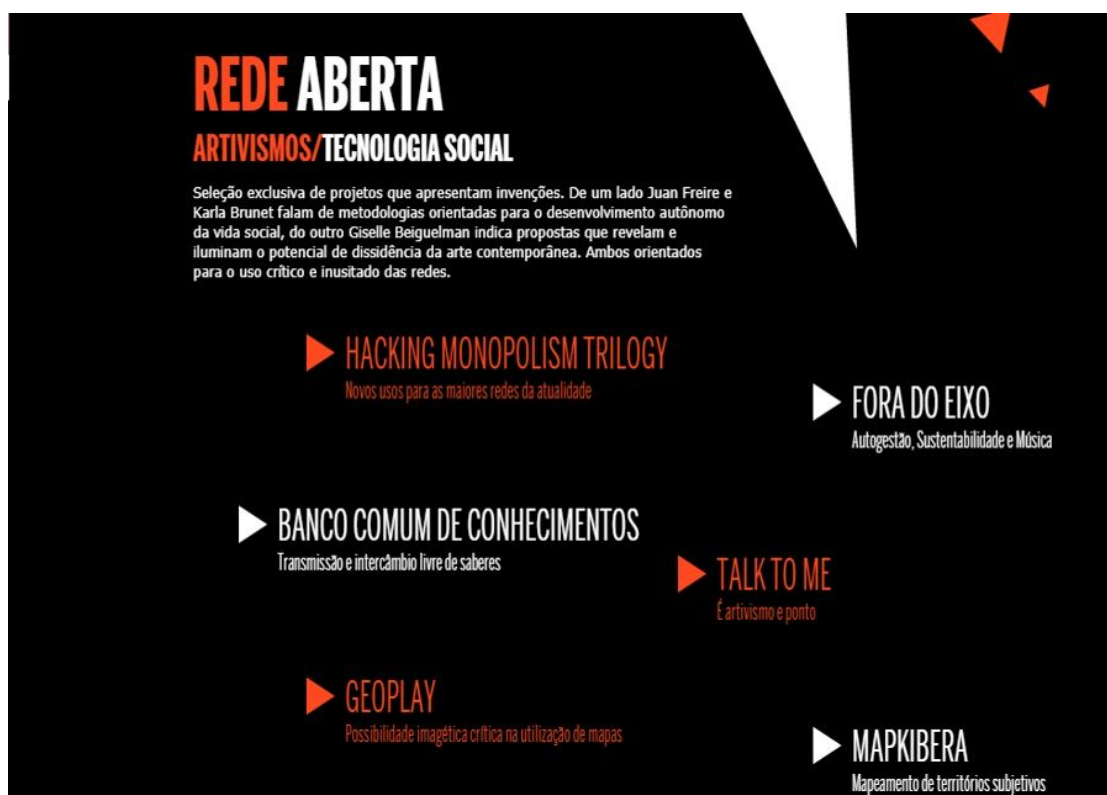 REDE ABERTA
ARTIVISMOS/TECNOLOGIA SOCIAL
Seleção exclusiva de projetos que apresentam invenções. De um lado Juan Freire e
Karla Brunet falam de metodologias orientadas para o desenvolvimento autônomo
da vida social, do outro Giselle Beiguelman indica propostas que revelam e
iluminam o potencial de dissidência da arte contemporânea. Ambos orientados
para o uso crítico e inusitado das redes.
HACKING MONOPOLISM TRILOGY
Novos usos para as maiores redes da atualidade
FORA DO EIXO
Autogestão, Sustentabilidade e Música
BANCO COMUM DE CONHECIMENTOS
Transmissão e intercâmbio livre de saberes
TALK TO ME
É artivismo e ponto
GEOPLAY
Possibilidade imagética crítica na utilização de mapas
MAPKIBERA
Mapeamento de territórios subjetivos